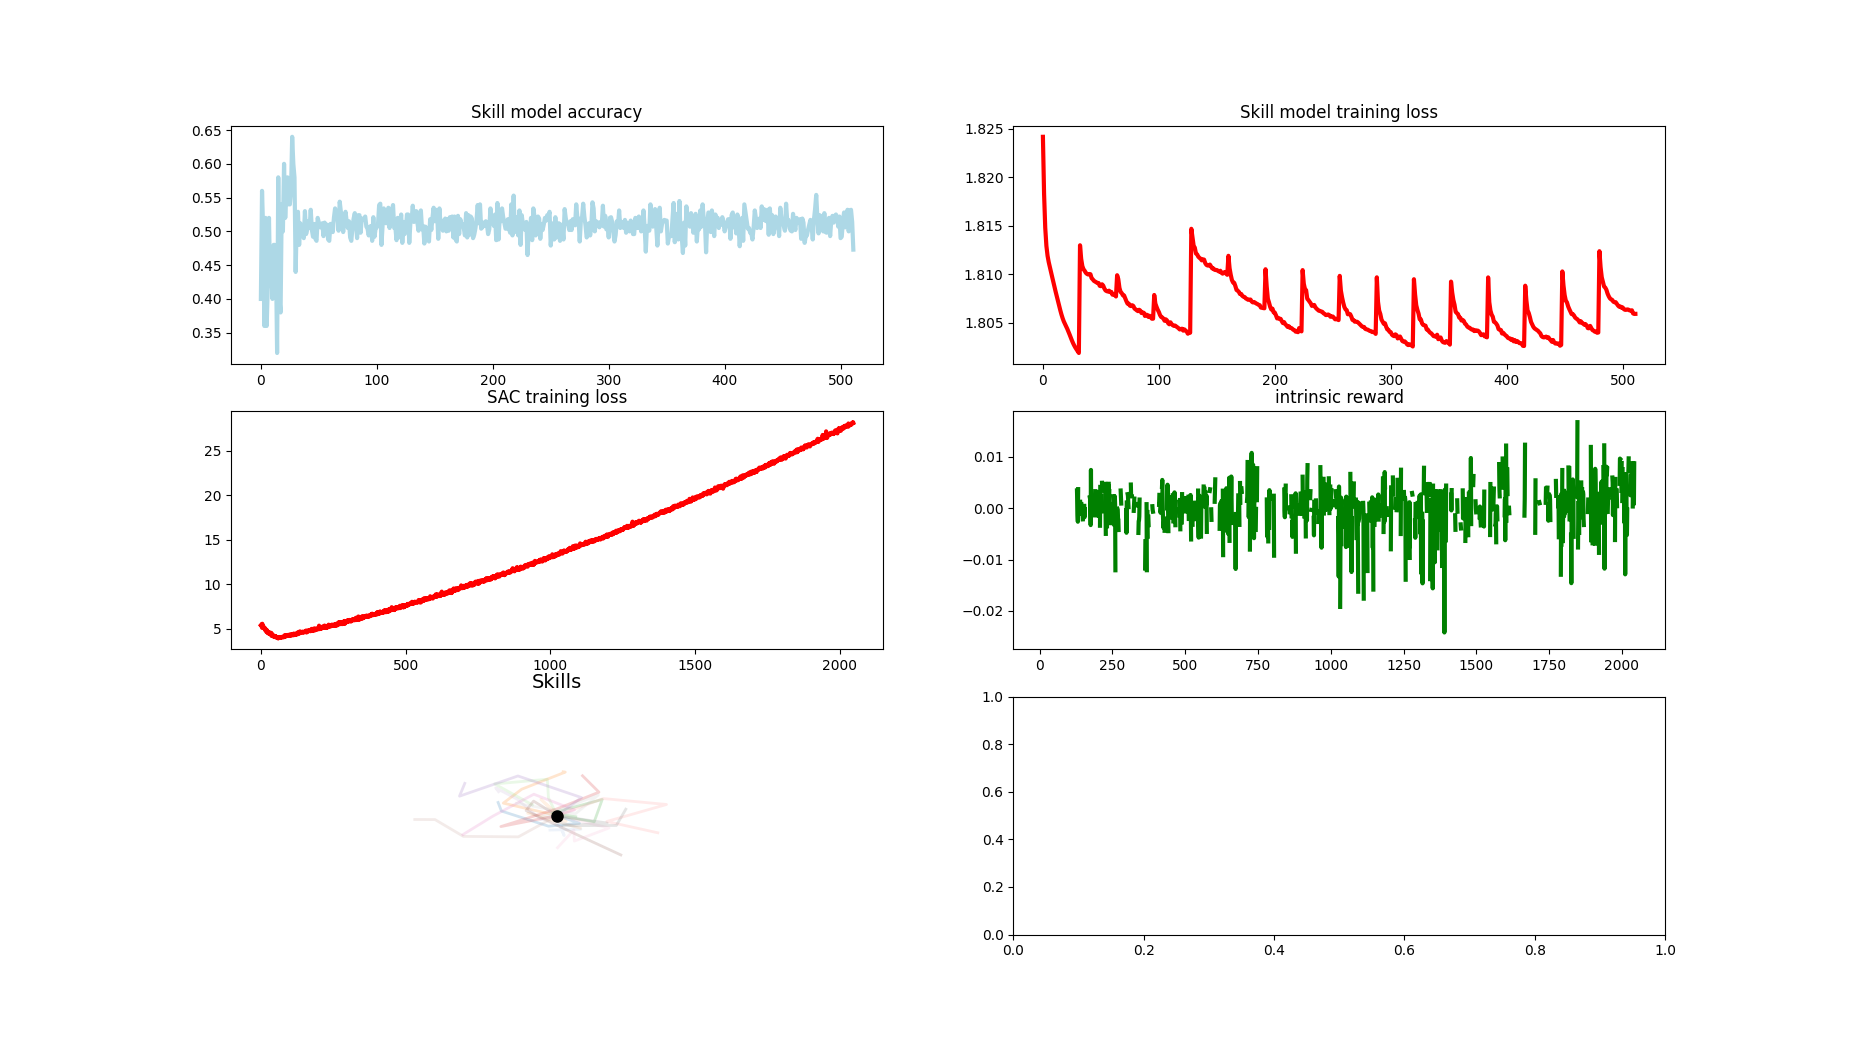 Skill model accuracy
0.65
0.60
0.55
0.50
0.45
0.40
0.35
0 100 200 300 400 500
Skill model training loss
1.825
1.820
1.815
1.810
1.805
0 100 200 300 400 500
SAC training loss
25
20
15
10
5
0 500 1000 1500 2000
intrinsic reward
0.01
0.00
−0.01
−0.02
0 250 500 750 1000 1250 1500 1750 2000
Skills
1.0
0.8
0.6
0.4
0.2
0.0
0.0 0.2 0.4 0.6 0.8 1.0